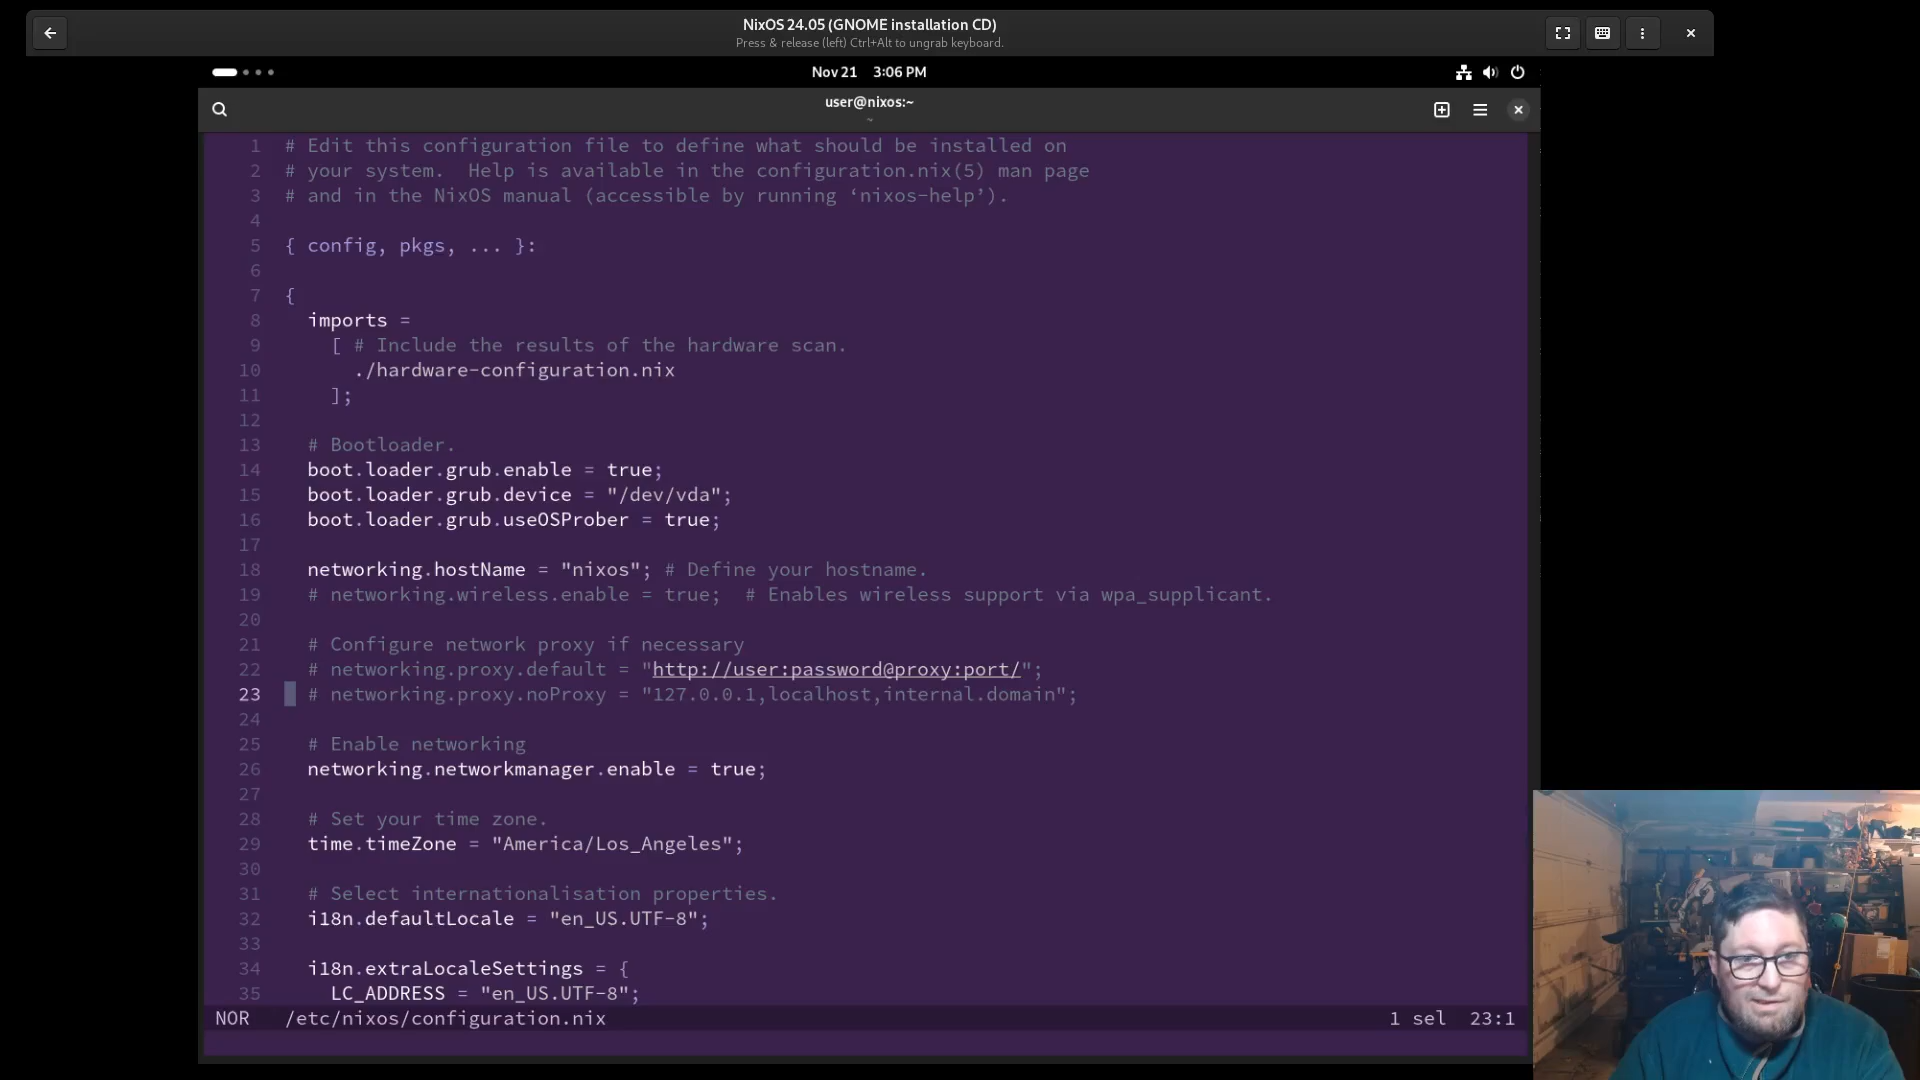 NixOS 24.05 (GNOME installation CD)
Press & release (left) Ctrl+Alt to ungrab keyboard.
Nov 21 3:06 PM
user@nixos:~
~
1 # Edit this configuration file to define what should be installed on
2 # your system.  Help is available in the configuration.nix(5) man page
3 # and in the NixOS manual (accessible by running ‘nixos-help’).
4
5 { config, pkgs, ... }:
6
7 {
8   imports =
9     [ # Include the results of the hardware scan.
10       ./hardware-configuration.nix
11     ];
12
13   # Bootloader.
14   boot.loader.grub.enable = true;
15   boot.loader.grub.device = "/dev/vda";
16   boot.loader.grub.useOSProber = true;
17
18   networking.hostName = "nixos"; # Define your hostname.
19   # networking.wireless.enable = true;  # Enables wireless support via wpa_supplicant.
20
21   # Configure network proxy if necessary
22   # networking.proxy.default = "http://user:password@proxy:port/";
23   # networking.proxy.noProxy = "127.0.0.1,localhost,internal.domain";
24
25   # Enable networking
26   networking.networkmanager.enable = true;
27
28   # Set your time zone.
29   time.timeZone = "America/Los_Angeles";
30
31   # Select internationalisation properties.
32   i18n.defaultLocale = "en_US.UTF-8";
33
34   i18n.extraLocaleSettings = {
35     LC_ADDRESS = "en_US.UTF-8";
NOR /etc/nixos/configuration.nix 1 sel 23:1